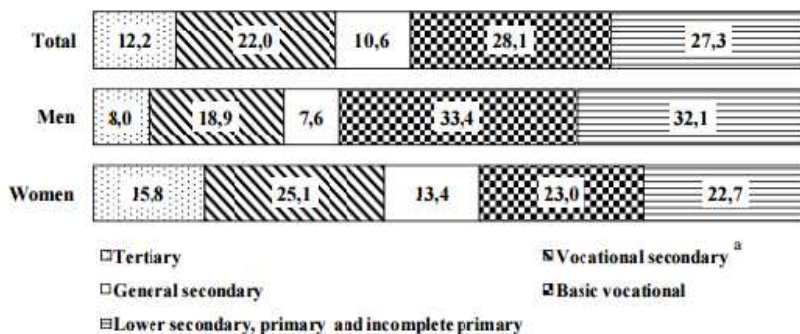 Total 12,2 22,0 10,6 28,1 27,3
Men 8,0 18,9 7,6 33,4 32,1
Women 15,8 25,1 13,4 23,0 22,7
Tertiary Vocational secondary a
General secondary Basic vocational
Lower secondary, primary and incomplete primary